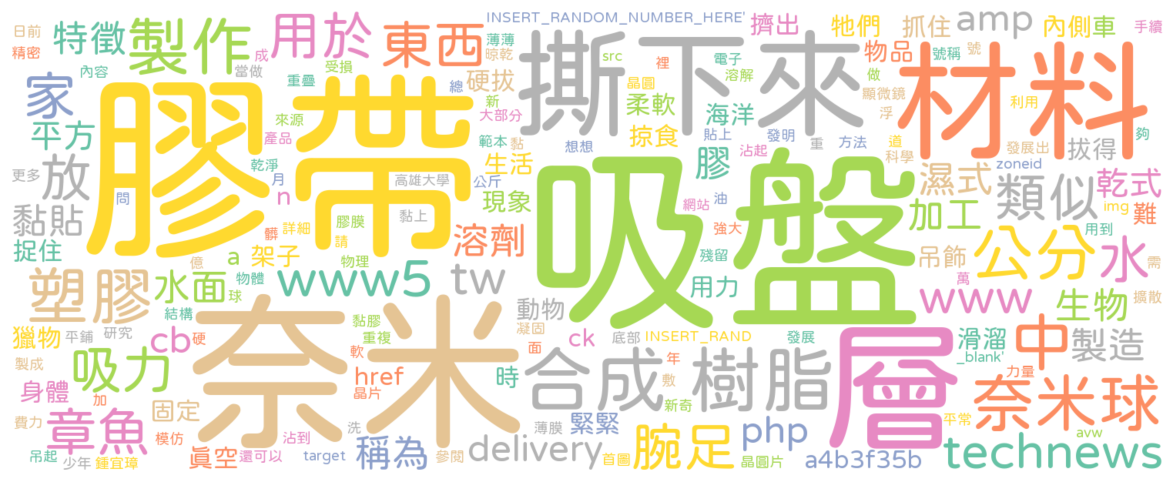 日前
精密
特徵
製作
成
當做
用於
東西
INSERT_RANDOM_NUMBER_HERE'
薄薄
晾乾
硬拔
擠出
src
牠們
物品
抓住
amp
號稱
內側車
手續
號
家
內容
重疊
受損
總
新
大部分
撕下來
電子
溶解
晶圓
裡
做
顯微鏡
浮
材料
利用
夠
平方
膠帶
來源
產品
乾淨
柔軟
海洋
掠食
貼上
發明
重
方法
道
科學
發展出
拔得
zoneid
更多
放
問
月
n
高雄大學
公斤
範本
黏
生活
想想
膠
沾起
濕式
類似
乾式
img
難
黏貼
捉住
髒
詳細
膠膜
請
黏上
現象
吸盤
網站
油
強大
加工
吊飾
公分
用到
水
需
塑膠
水面
億
球
a
架子
物理
物體
www5
溶劑
tw
殘留
用力
www
萬
生物
擴散
獵物
平鋪
研究
結構
cb
奈米
黏膠
重複
硬
軟
動物
凝固
面
ck
底部
INSERT_RAND
發展
層
滑溜
_blank'
中
製造
製成
吸力
加
身體
href
晶片
時
合成
年
敷
樹脂
新奇
力量
奈米球
費力
章魚
固定
模仿
沾到
洗
薄膜
緊緊
腕足
php
平常
avw
吊起
少年
鍾宜璋
真空
還可以
target
稱為
參閱
delivery
首圖
晶圓片
a4b3f35b
technews